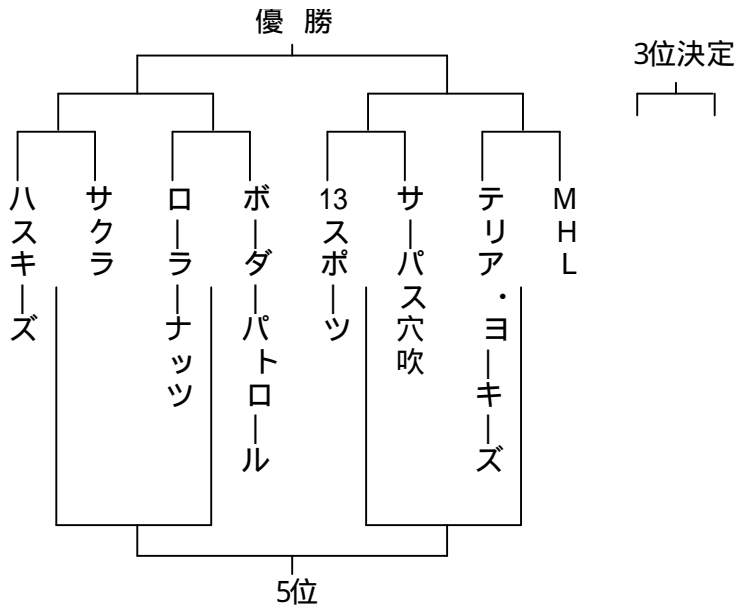 優 勝
3位決定
ハスキーズ
サクラ
ローラーナッツ
ボーダーパトロール
13スポーツ
サーパス穴吹
テリア・ヨーキーズ
MHL
5位